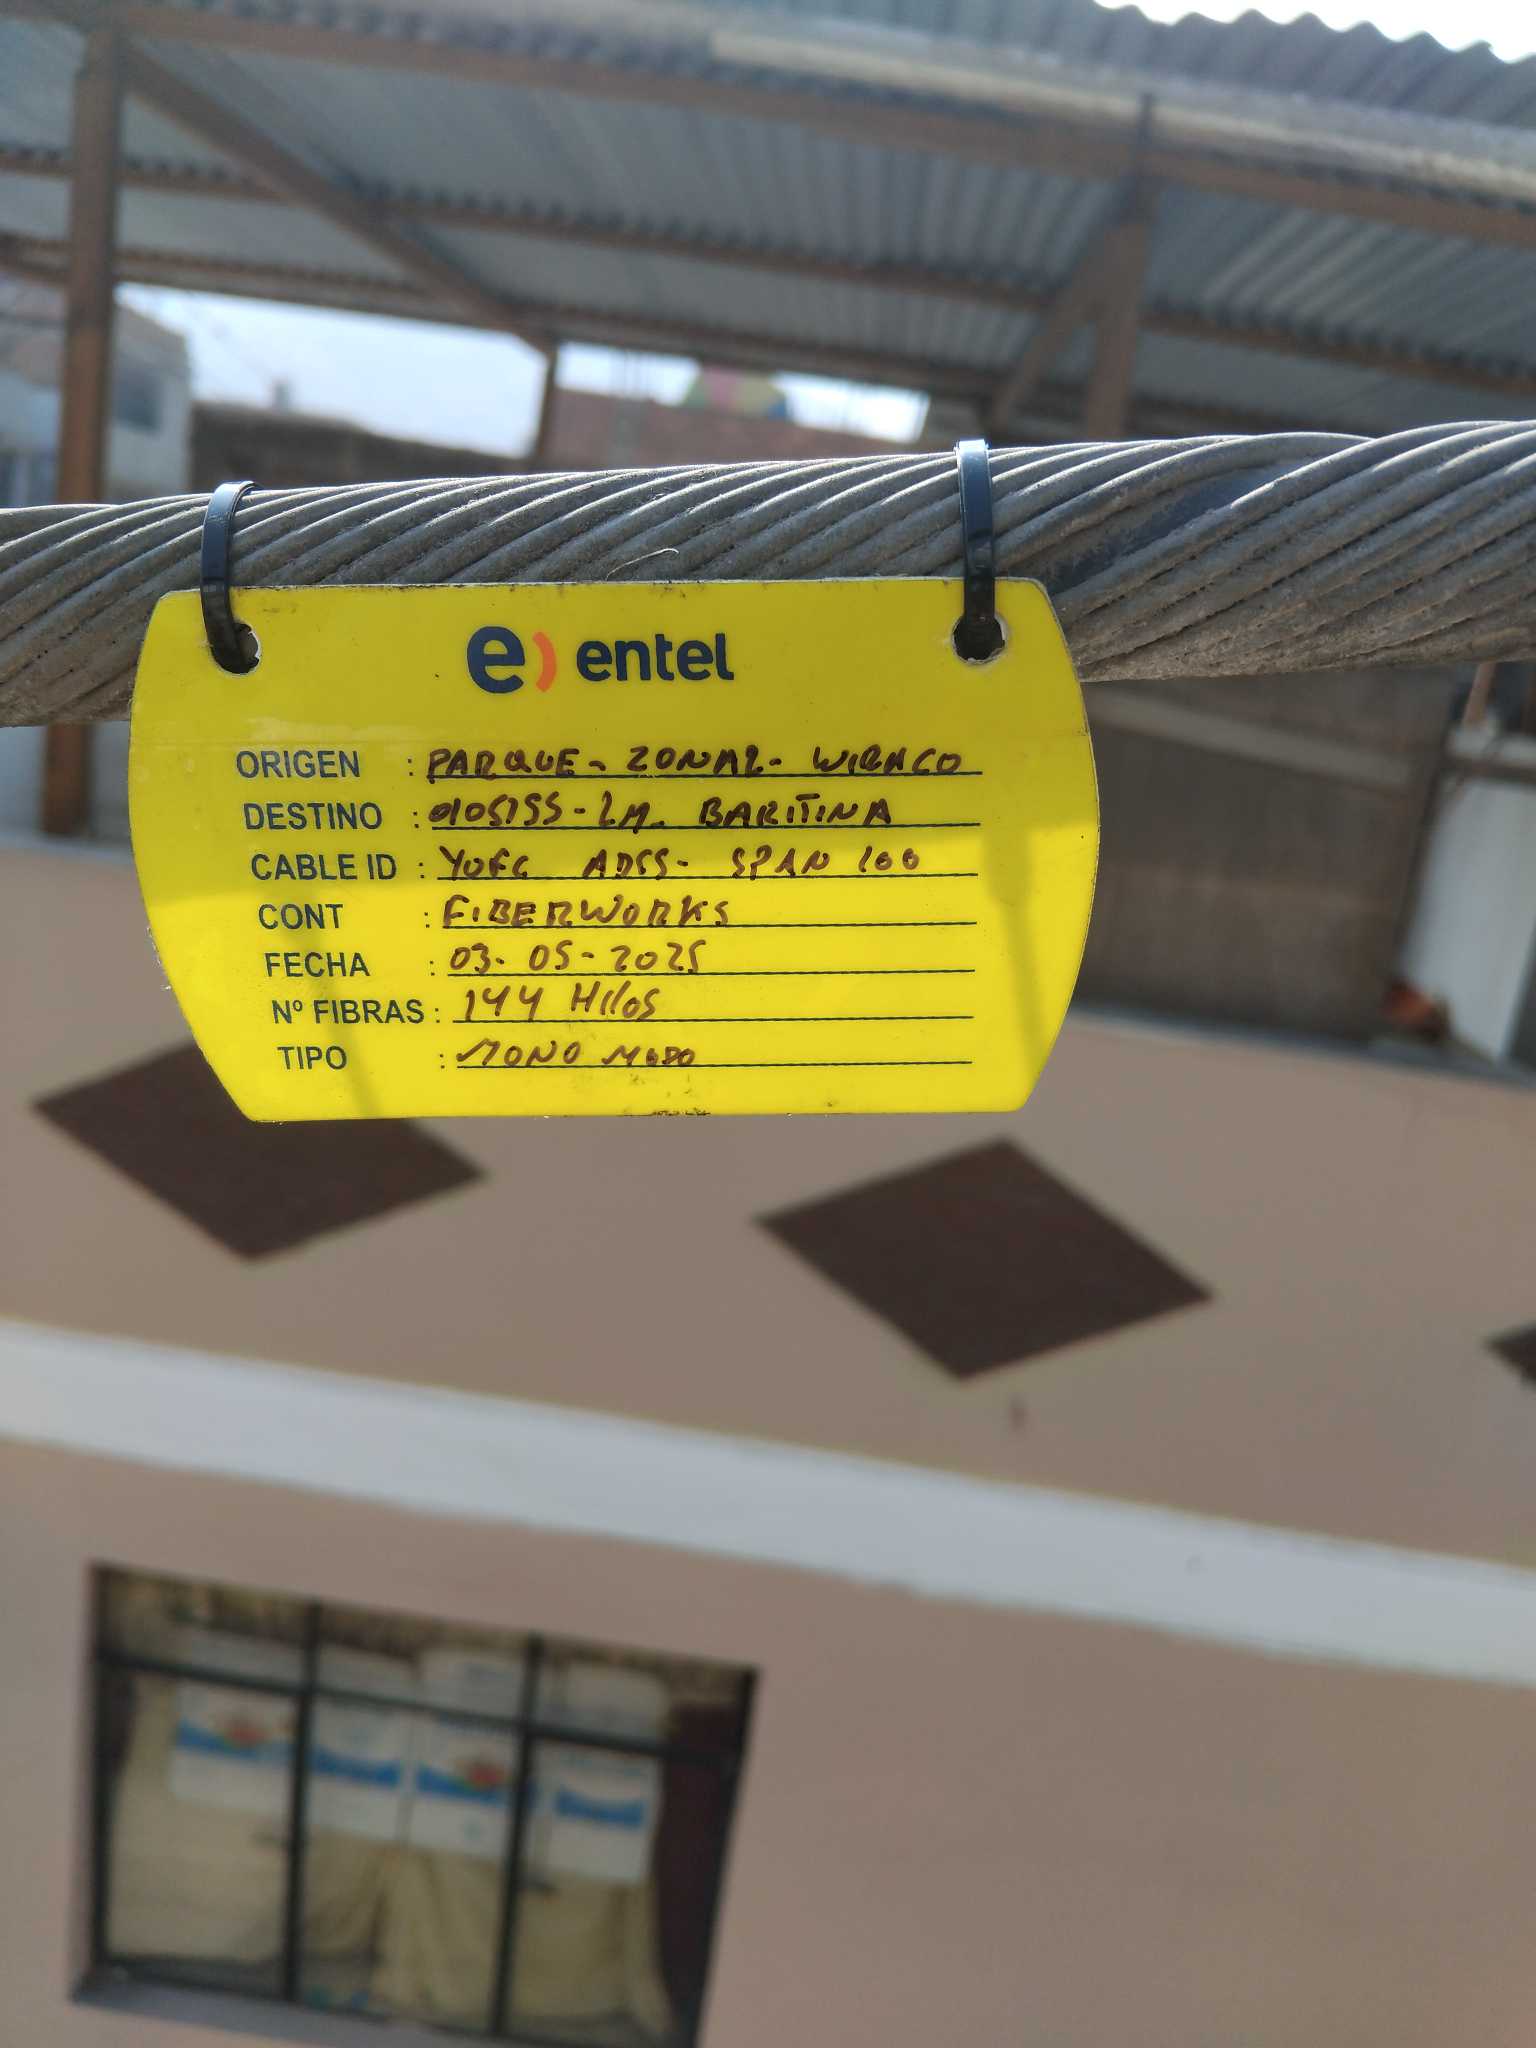 e) entel
ORIGEN : PARQUE - ZONAL - WIRACO
DESTINO : 0105155 - LM - BARITINA
CABLE ID : YOFC ADSS - SPAN 100
CONT : FIBERWORKS
FECHA : 03 - 05 - 2025
Nº FIBRAS : 144 Hilos
TIPO : MONO MODO